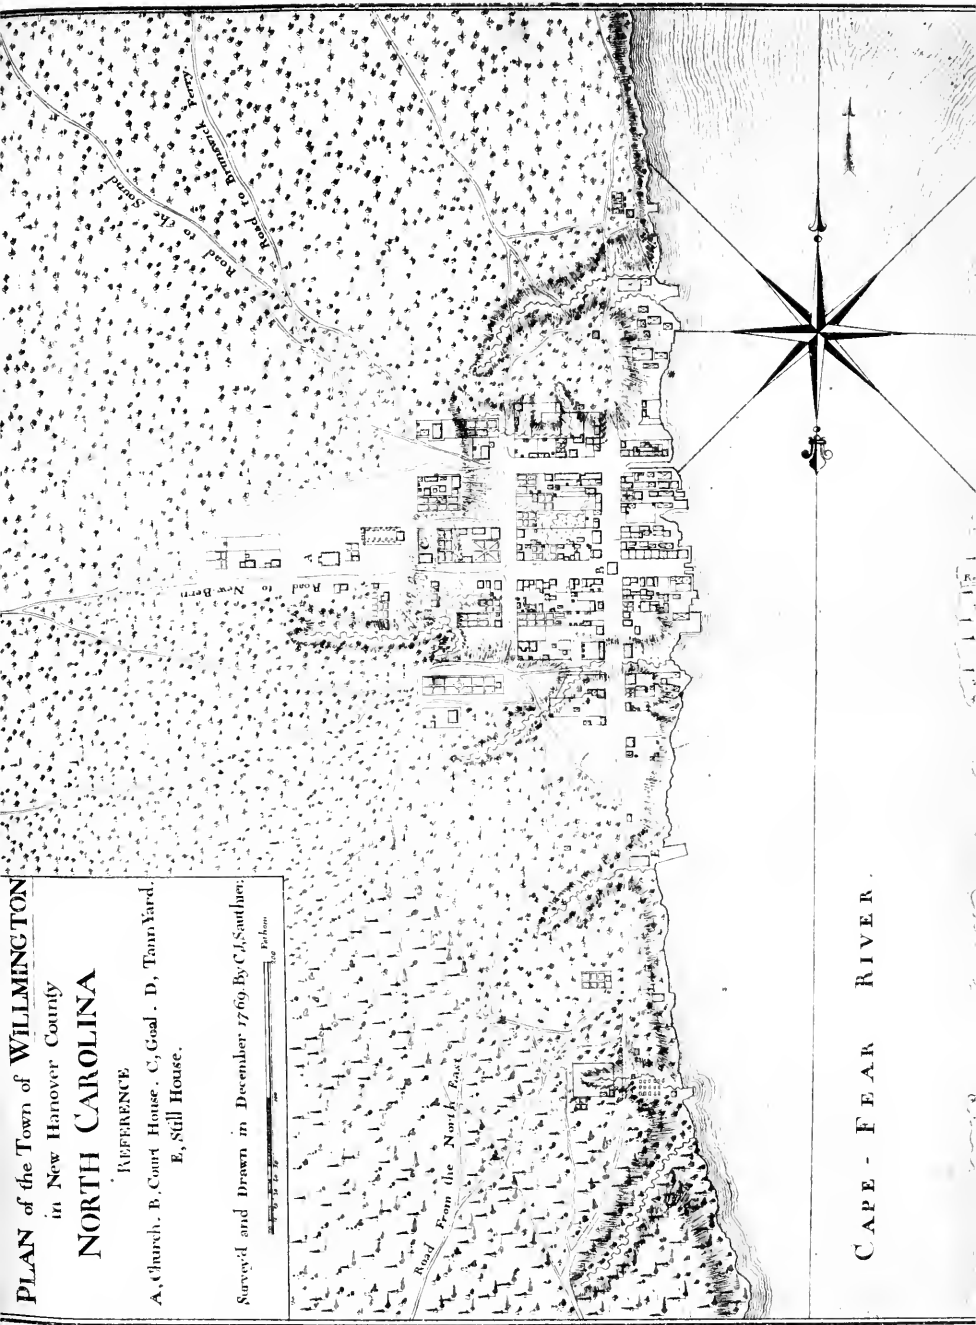 PLAN of the Town of WILLMINGTON
in New Hanover County
NORTH CAROLINA
REFERENCE
A, Church. B, Court House. C, Goal. D, Tann Yard.
E, Still House.
Survey'd and Drawn in December 1769. By C.J. Sauthier
Fathom
Road to the Sound
Road to Brunswick Ferry
Road to New Bern
A
C
B
E
Road From the North East
CAPE-FEAR RIVER.